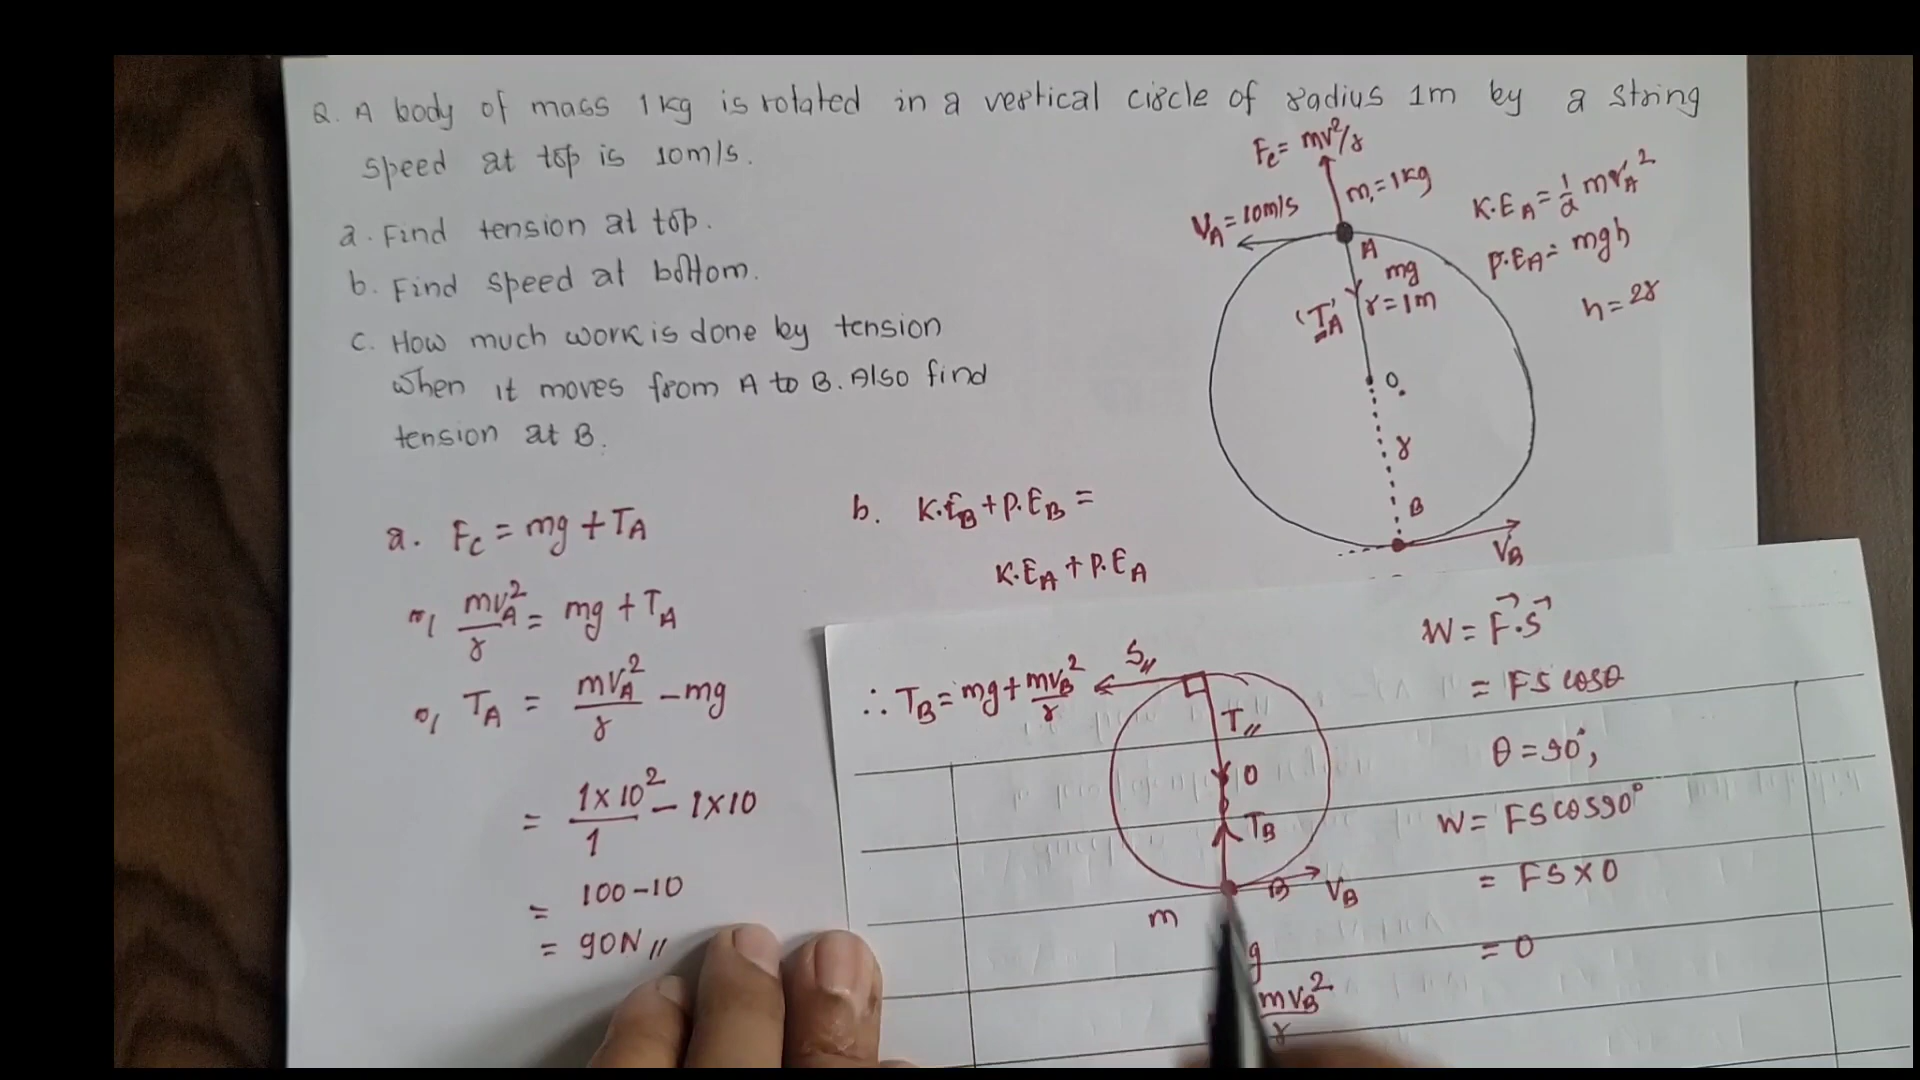 Q. A body of mass 1kg is rotated in a vertical circle of radius 1m by a string
speed at top is 10m/s.
a. Find tension at top.
b. Find speed at bottom.
c. How much work is done by tension
when it moves from A to B. Also find
tension at B.
Fc = mv²/r
m = 1kg
VA = 10m/s
A
mg
TA
r = 1m
O
r
B
VB
K.EA = 1/2 mvA²
P.EA = mgh
h = 2r
a. Fc = mg + TA
mvA²/r = mg + TA
TA = mvA²/r - mg
= 1×10²/1 - 1×10
= 100-10
= 90N//
b. K.EB + P.EB =
K.EA + P.EA
∴ TB = mg + mvB²/r
S//
T//
O
TB
B
VB
m
g
mvB²/r
W = F⃗.S⃗
= FS cosθ
θ = 90°,
W = FS cos90°
= FS × 0
= 0